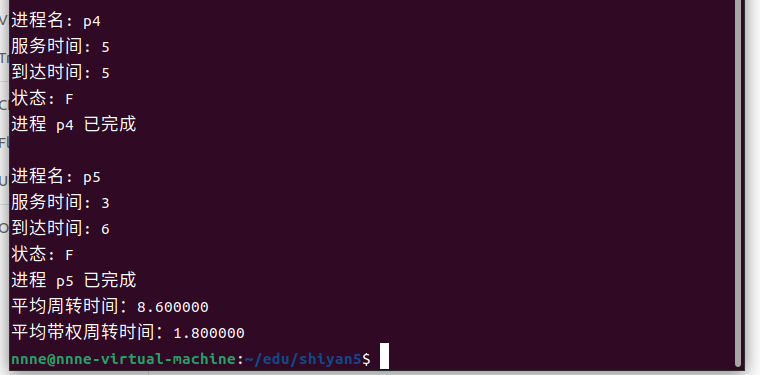 进程名: p4
服务时间: 5
到达时间: 5
状态: F
进程 p4 已完成
进程名: p5
服务时间: 3
到达时间: 6
状态: F
进程 p5 已完成
平均周转时间: 8.600000
平均带权周转时间: 1.800000
nnne@nnne-virtual-machine:~/edu/shiyan5$